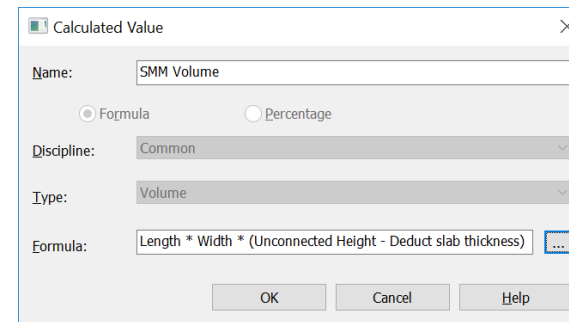 Calculated Value
Name: SMM Volume
Formula Percentage
Discipline: Common
Type: Volume
Formula: Length * Width * (Unconnected Height - Deduct slab thickness) ...
OK Cancel Help